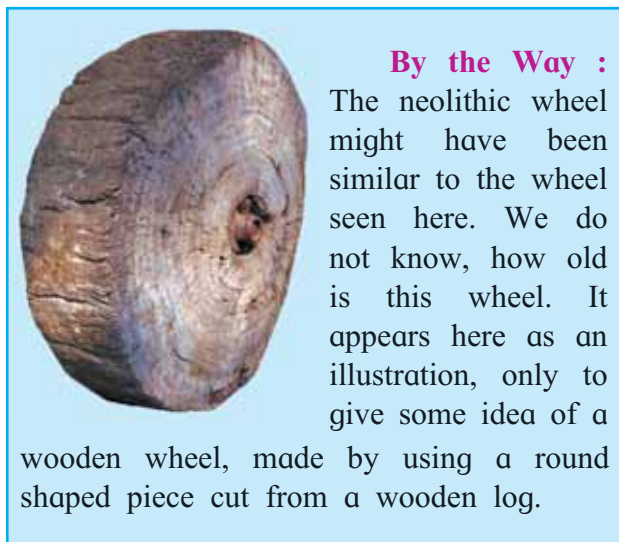 By the Way :
The neolithic wheel
might have been
similar to the wheel
seen here. We do
not know, how old
is this wheel. It
appears here as an
illustration, only to
give some idea of a
wooden wheel, made by using a round
shaped piece cut from a wooden log.